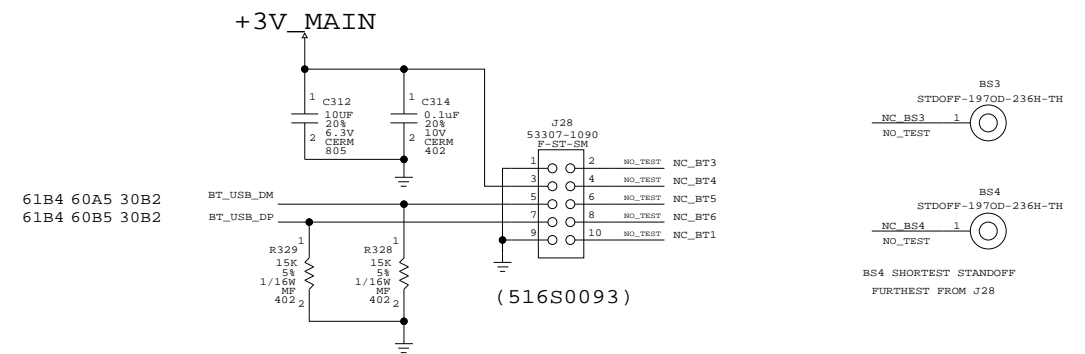 +3V_MAIN
1
C312
10UF
20%
6.3V
CERM
805
2
1
C314
0.1uF
20%
10V
CERM
402
2
J28
53307-1090
F-ST-SM
1
3
5
7
9
2
4
6
8
10
NO_TEST NC_BT3
NO_TEST NC_BT4
NO_TEST NC_BT5
NO_TEST NC_BT6
NO_TEST NC_BT1
61B4 60A5 30B2
61B4 60B5 30B2
BT_USB_DM
BT_USB_DP
1
R329
15K
5%
1/16W
MF
402
2
1
R328
15K
5%
1/16W
MF
402
2
(516S0093)
BS3
STDOFF-197OD-236H-TH
NC_BS3 1
NO_TEST
BS4
STDOFF-197OD-236H-TH
NC_BS4 1
NO_TEST
BS4 SHORTEST STANDOFF
FURTHEST FROM J28